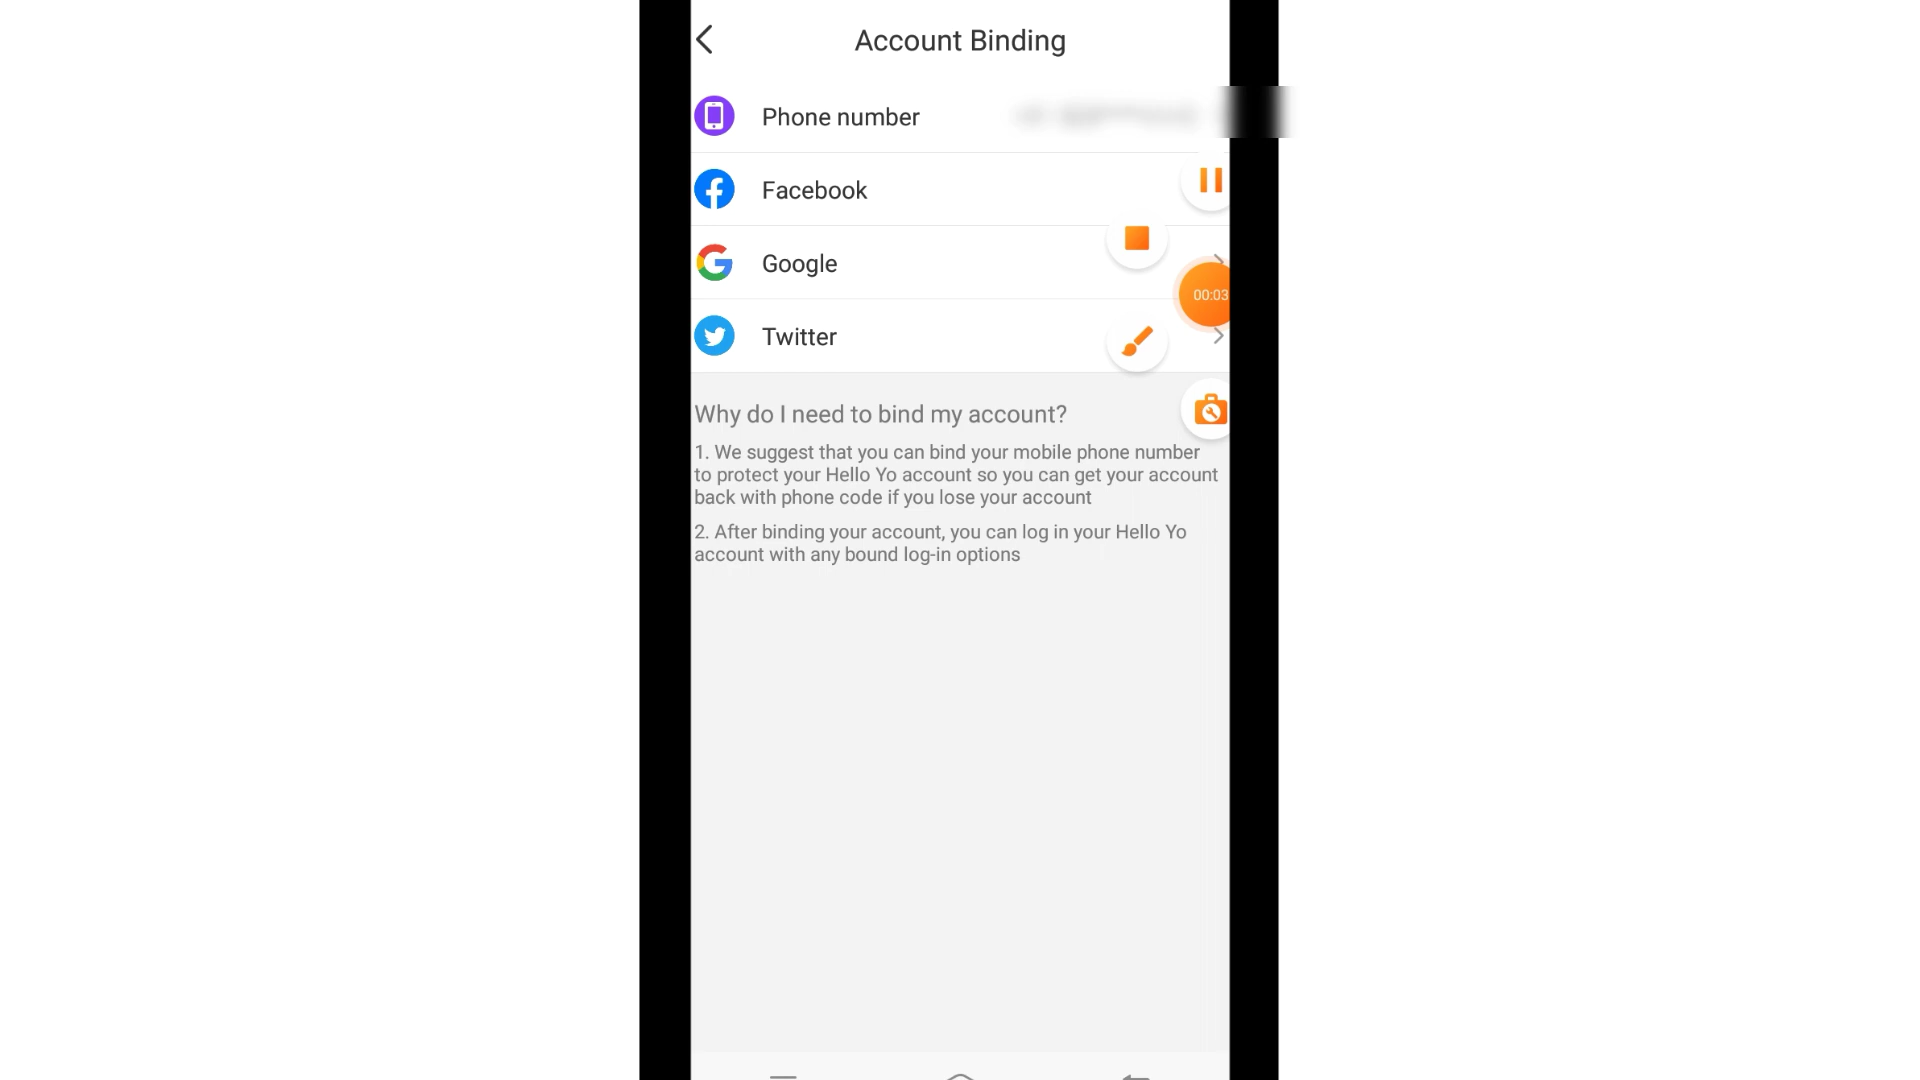 Account Binding
Phone number
Facebook
Google
00:03
Twitter
Why do I need to bind my account?
1. We suggest that you can bind your mobile phone number
to protect your Hello Yo account so you can get your account
back with phone code if you lose your account
2. After binding your account, you can log in your Hello Yo
account with any bound log-in options